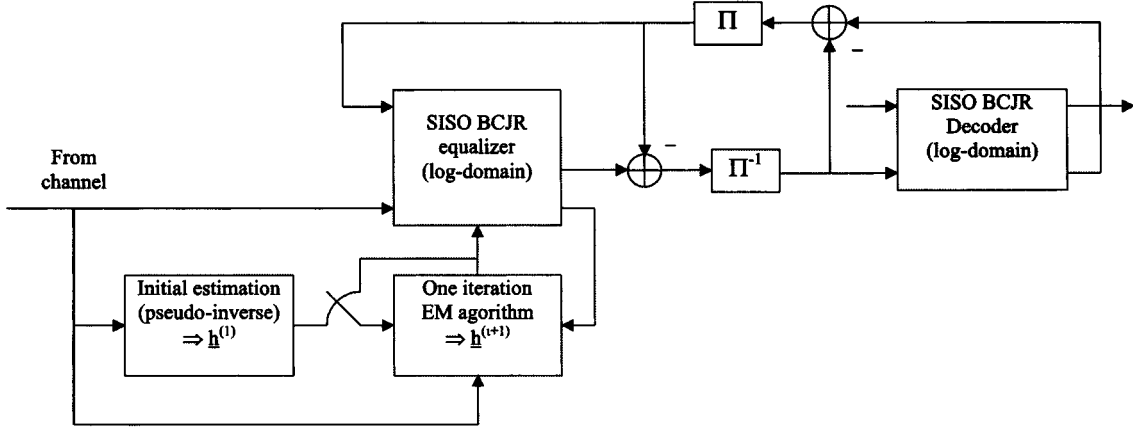 Π
−
SISO BCJR
equalizer
(log-domain)
SISO BCJR
Decoder
(log-domain)
From
channel
−
Π-1
Initial estimation
(pseudo-inverse)
⇒ h(1)
One iteration
EM agorithm
⇒ h(ι+1)